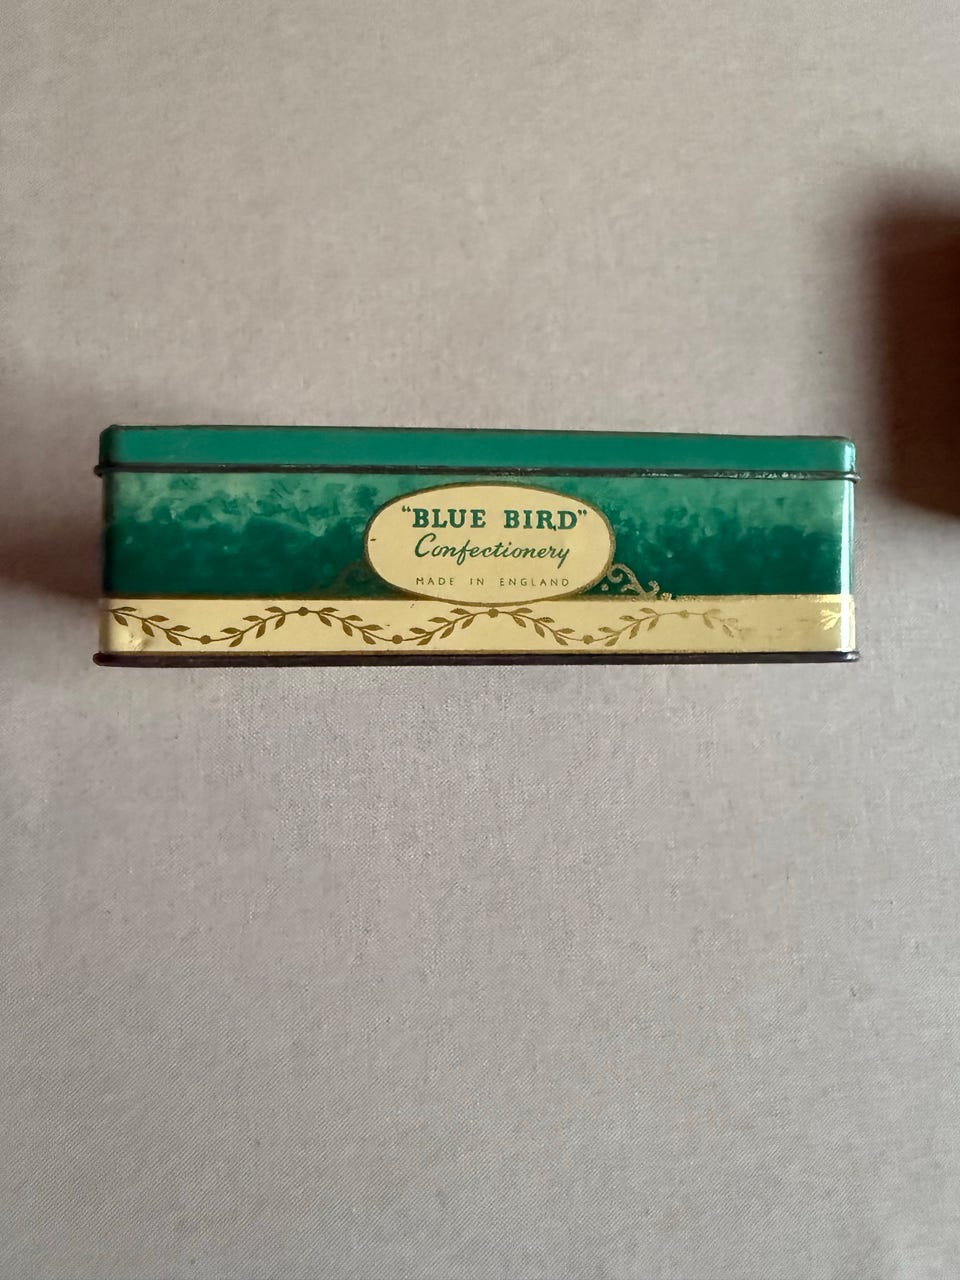 "BLUE BIRD"
Confectionery
MADE IN ENGLAND